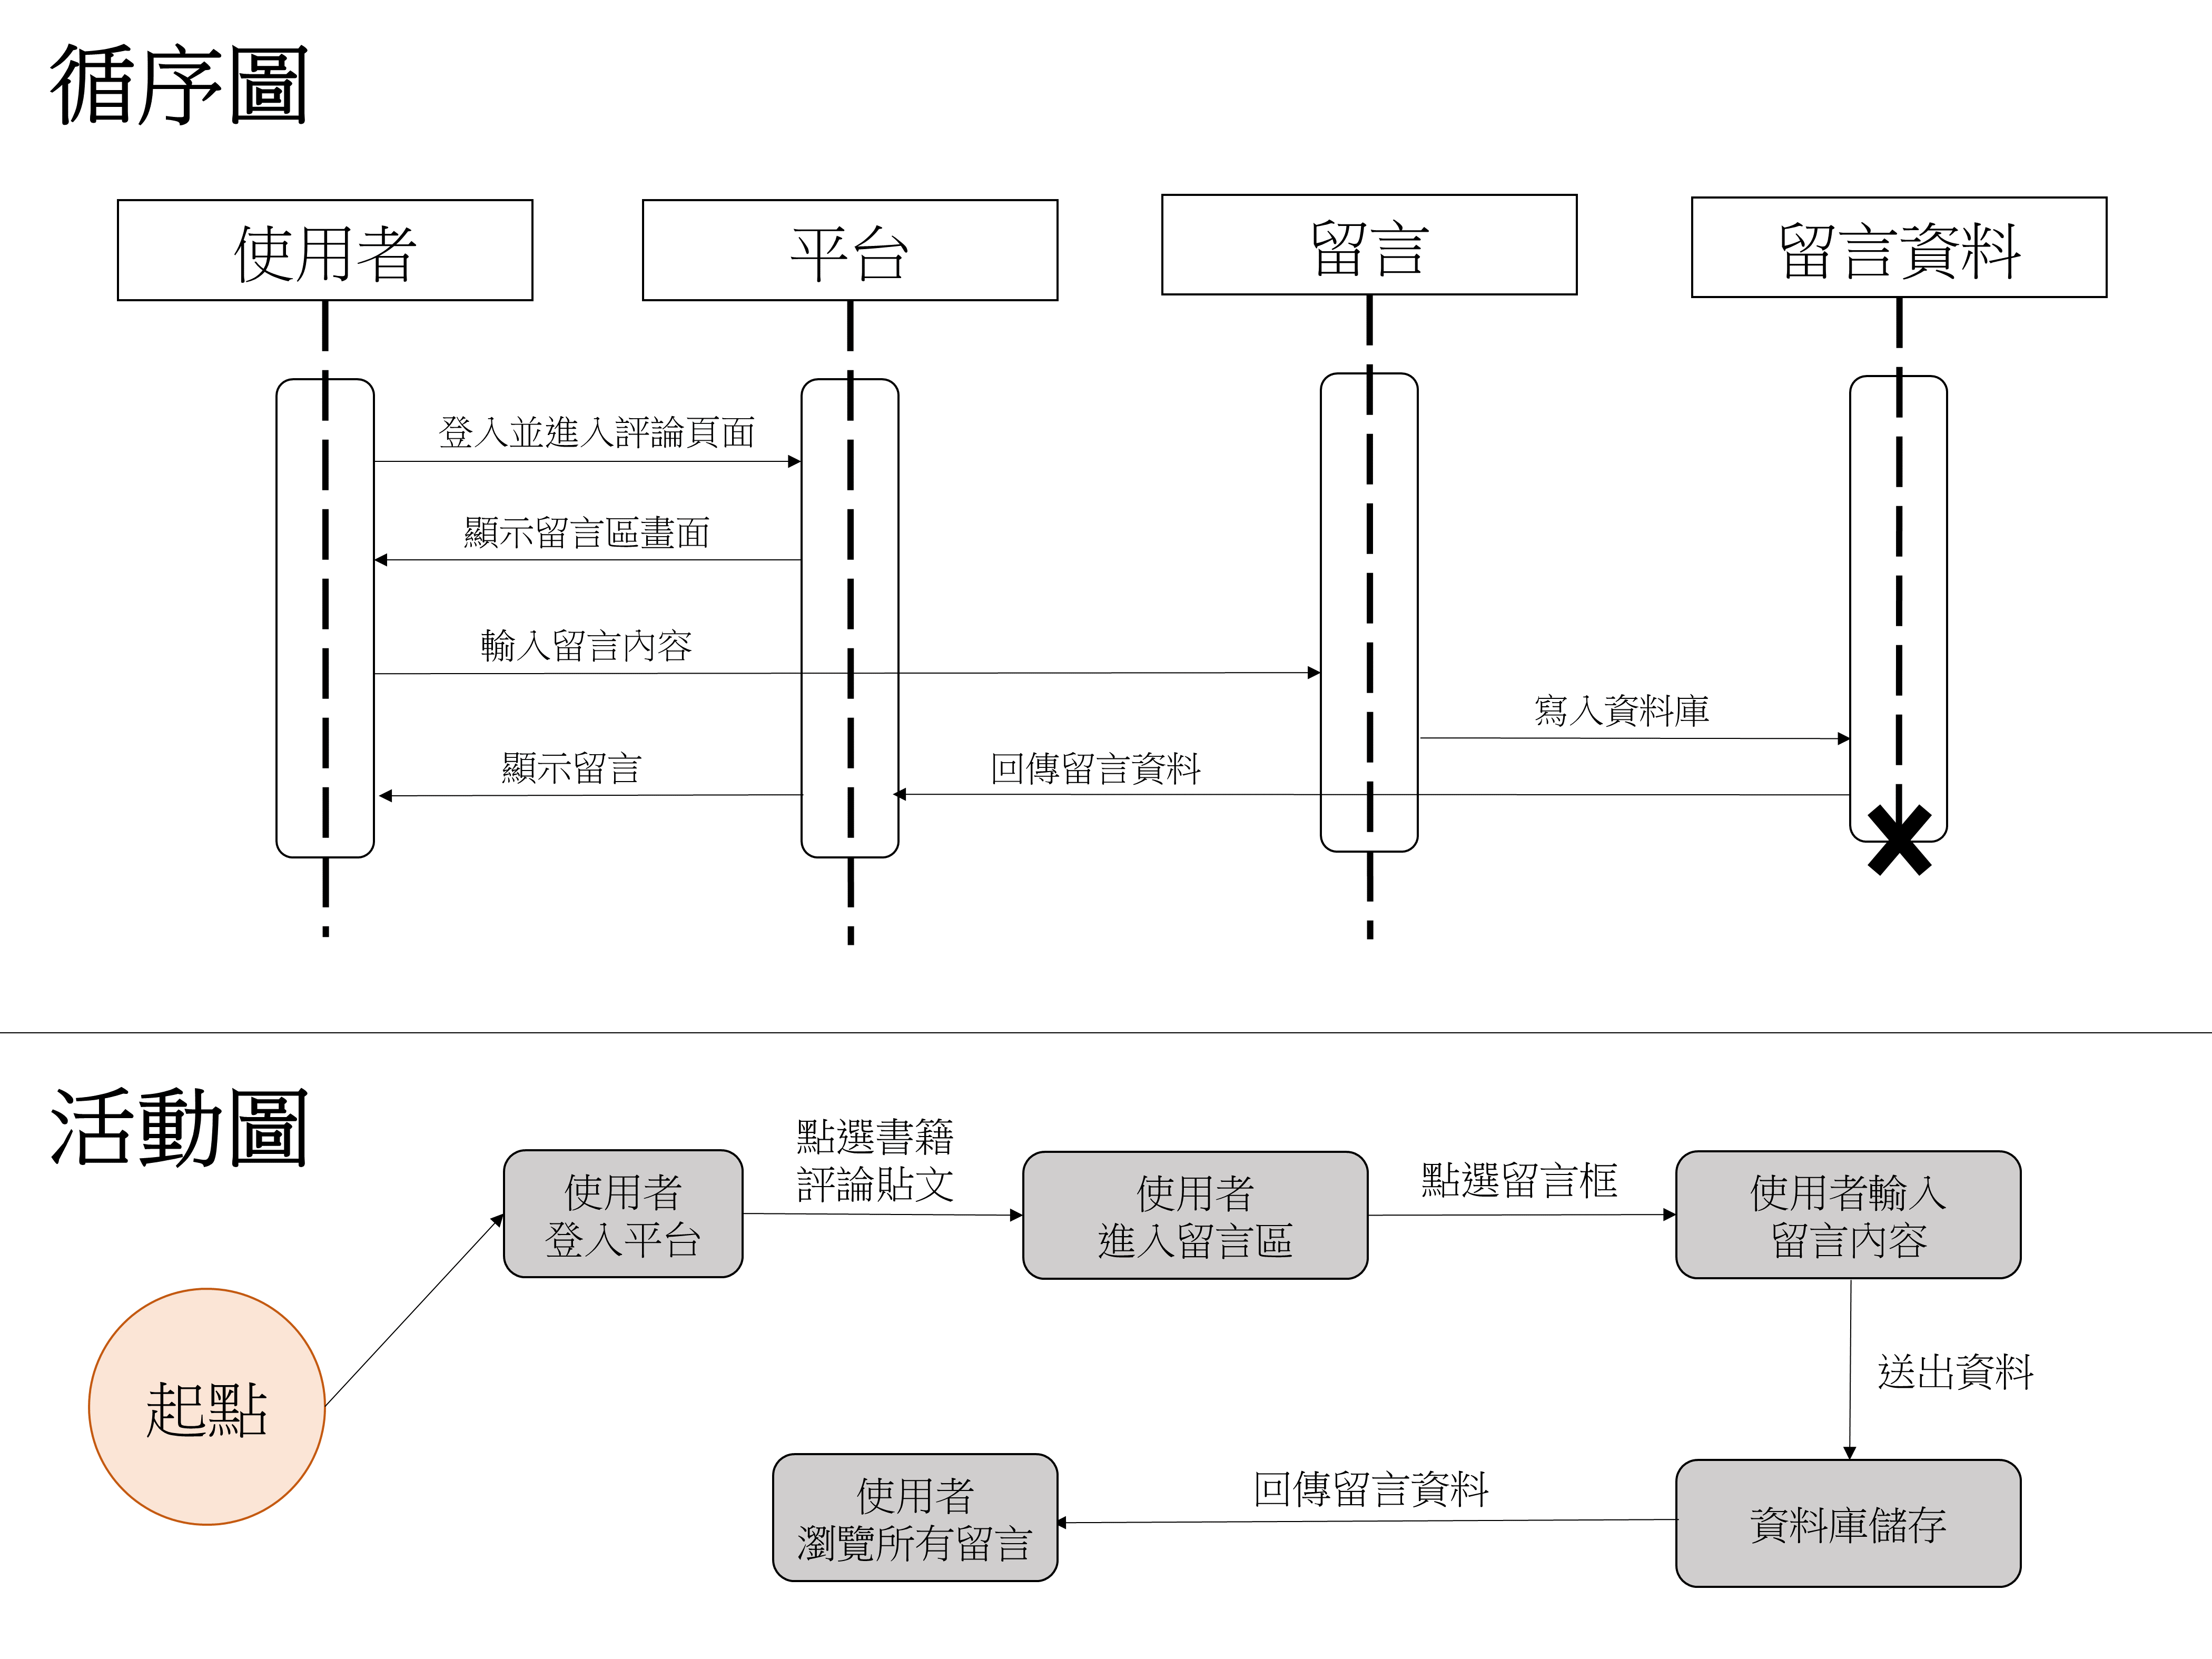 循序圖
使用者
平台
留言
留言資料
登入並進入評論頁面
顯示留言區畫面
輸入留言內容
寫入資料庫
顯示留言
回傳留言資料
活動圖
起點
使用者
登入平台
點選書籍
評論貼文
使用者
進入留言區
點選留言框
使用者輸入
留言內容
送出資料
資料庫儲存
回傳留言資料
使用者
瀏覽所有留言